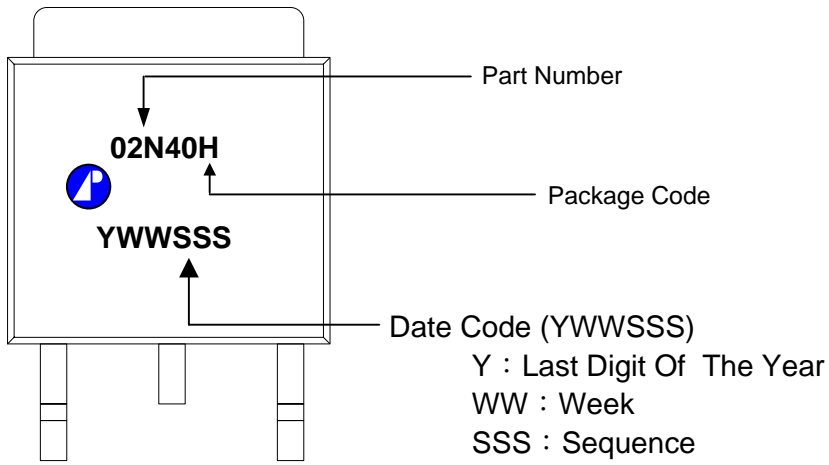 Part Number
02N40H
Package Code
YWWSSS
Date Code (YWWSSS)
Y：Last Digit Of The Year
WW：Week
SSS：Sequence